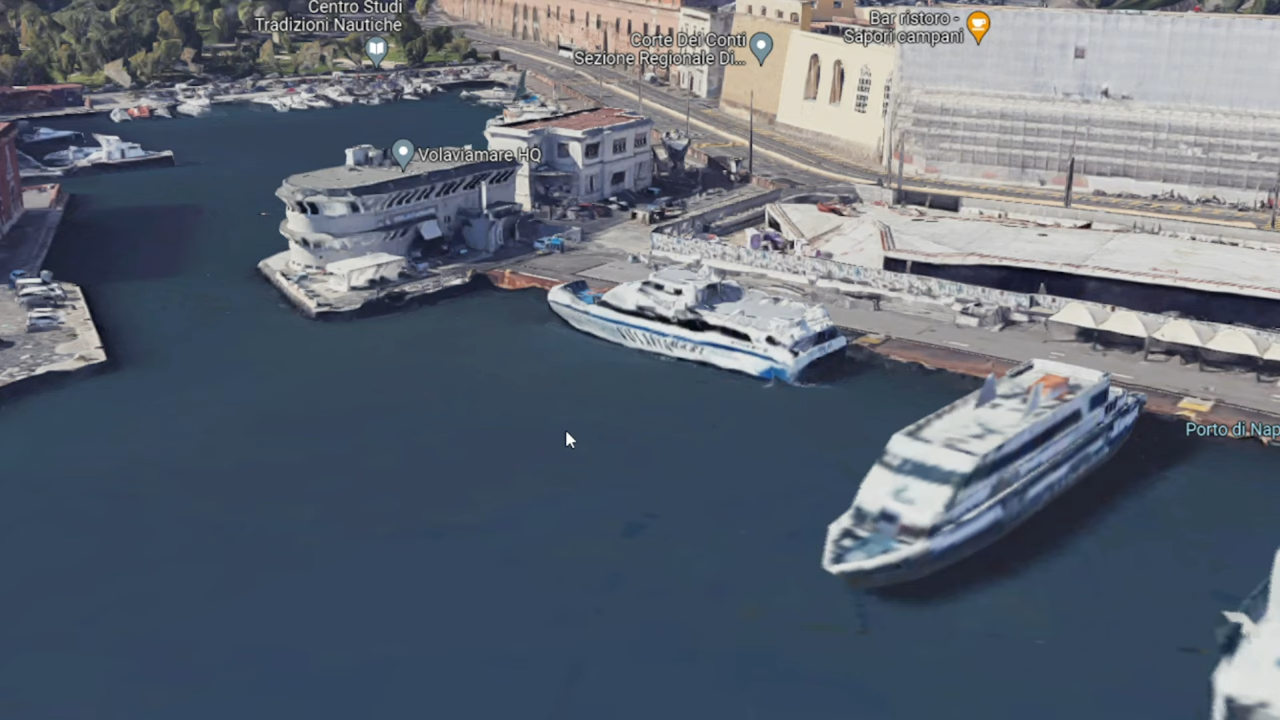 Centro Studi
Tradizioni Nautiche
Corte Dei Conti
Sezione Regionale Di...
Bar ristoro -
Sapori campani
Volaviamare HQ
Porto di Nap